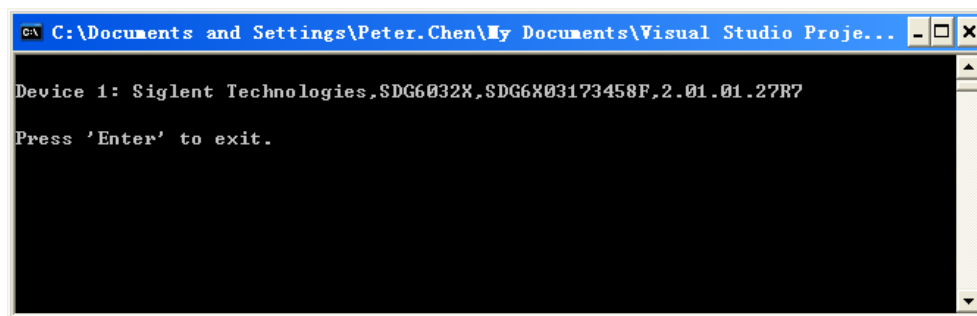 C:\Documents and Settings\Peter.Chen\My Documents\Visual Studio Proje...
Device 1: Siglent Technologies,SDG6032X,SDG6X03173458F,2.01.01.27R7
Press 'Enter' to exit.